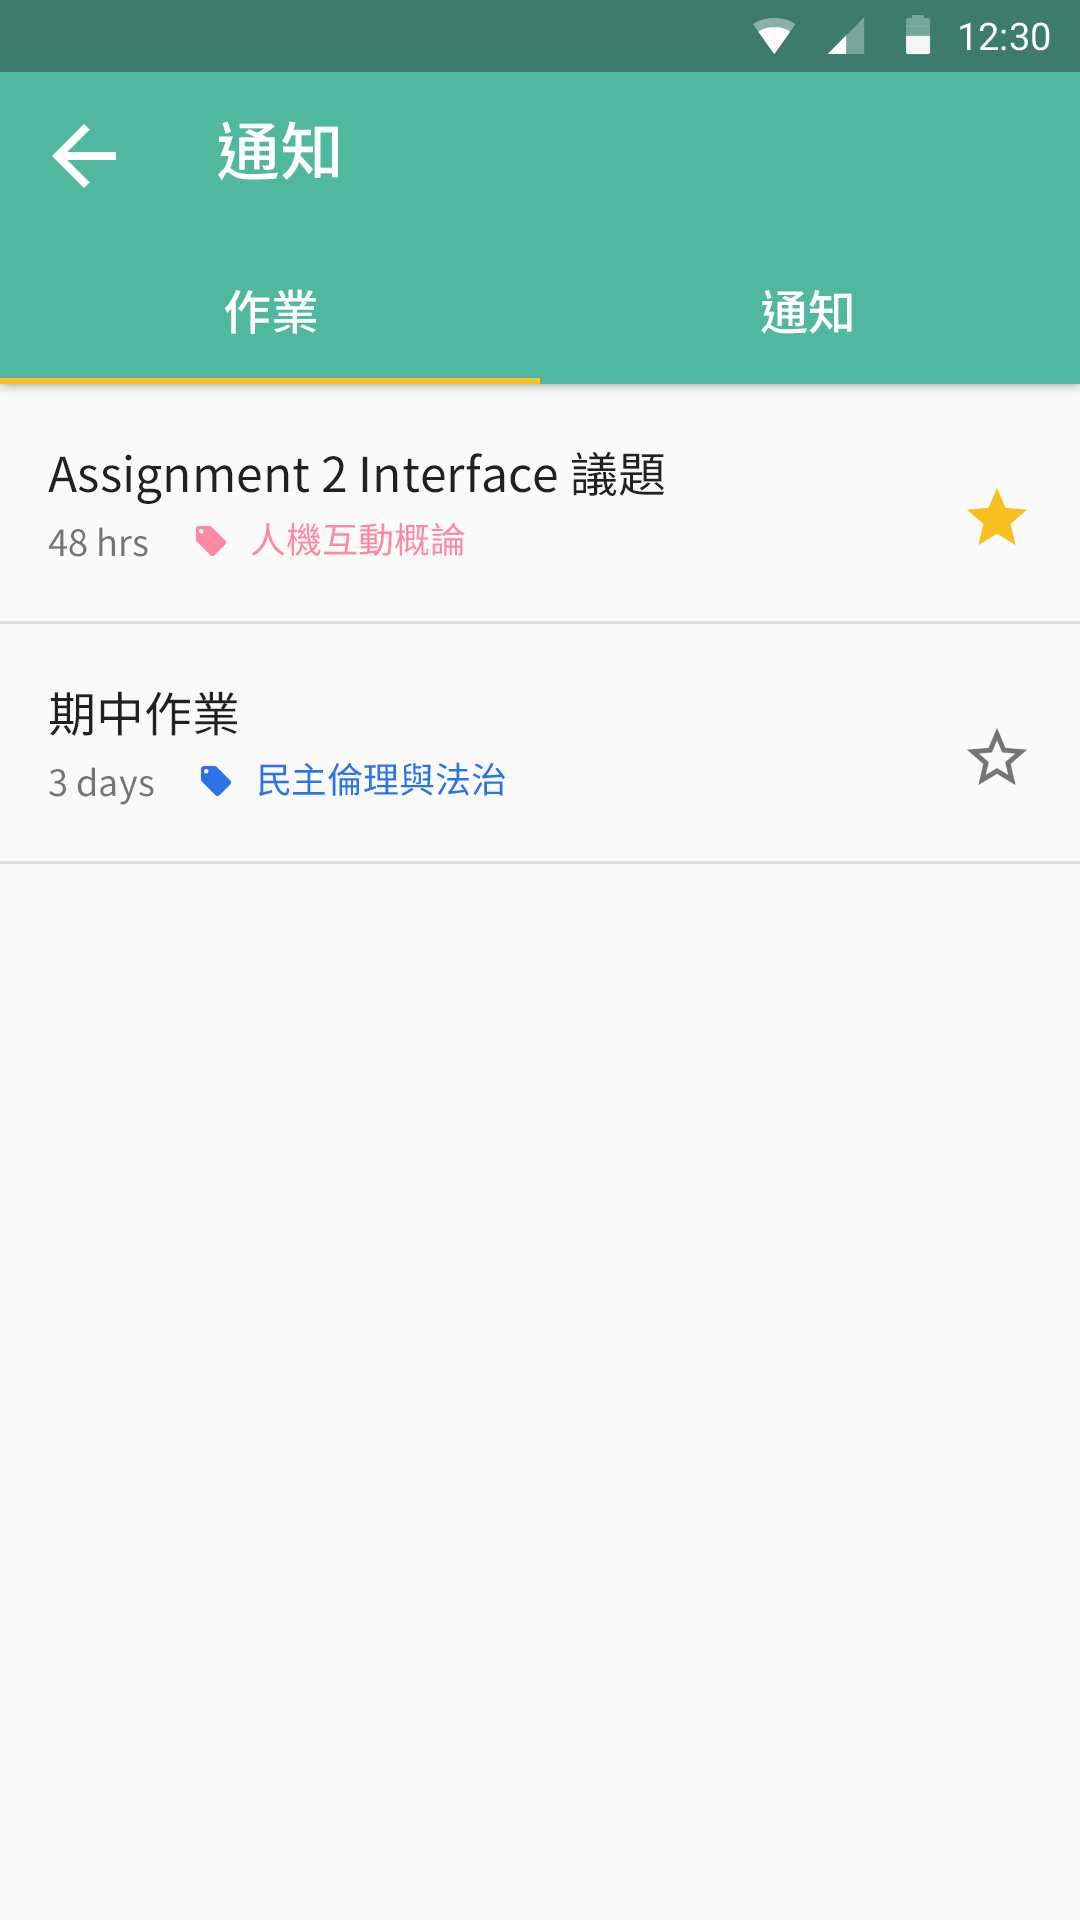 12:30
通知
作業 通知
Assignment 2 Interface 議題
48 hrs 人機互動概論
期中作業
3 days 民主倫理與法治